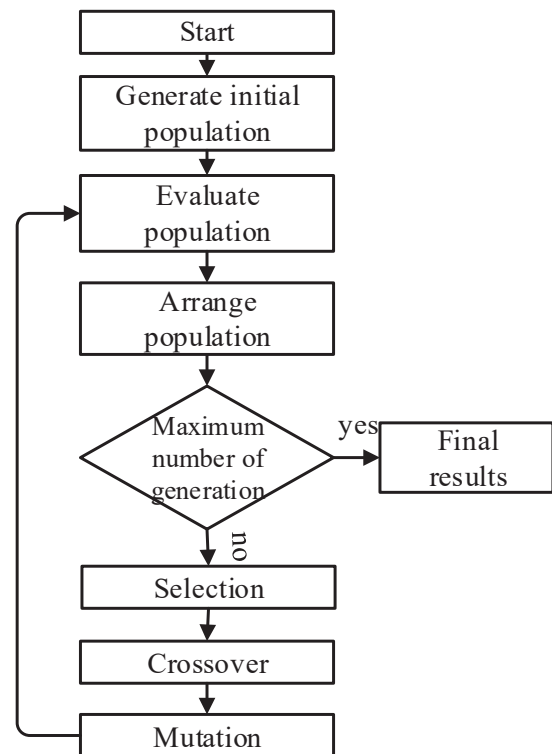 Start
Generate initial
population
Evaluate
population
Arrange
population
Maximum
number of
generation
yes
Final
results
no
Selection
Crossover
Mutation